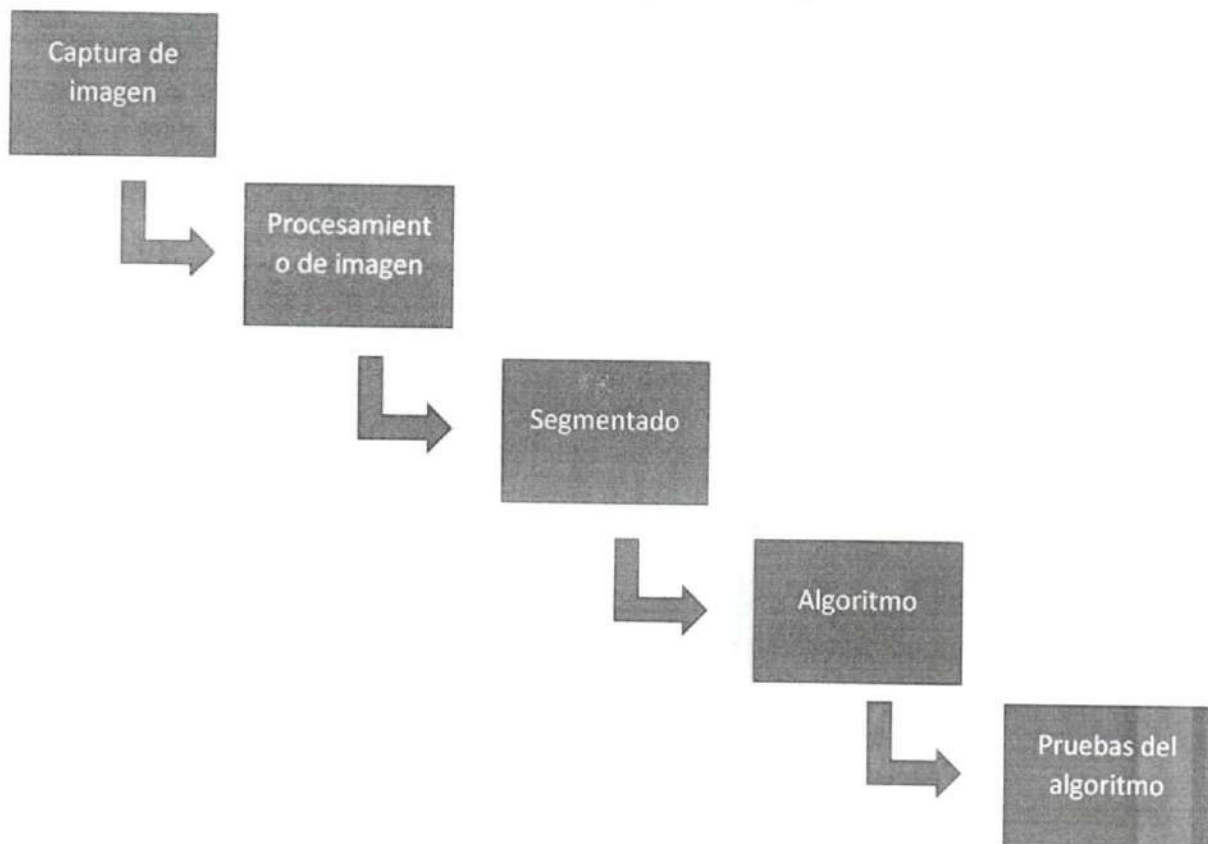 Captura de
imagen
Procesamient
o de imagen
Segmentado
Algoritmo
Pruebas del
algoritmo